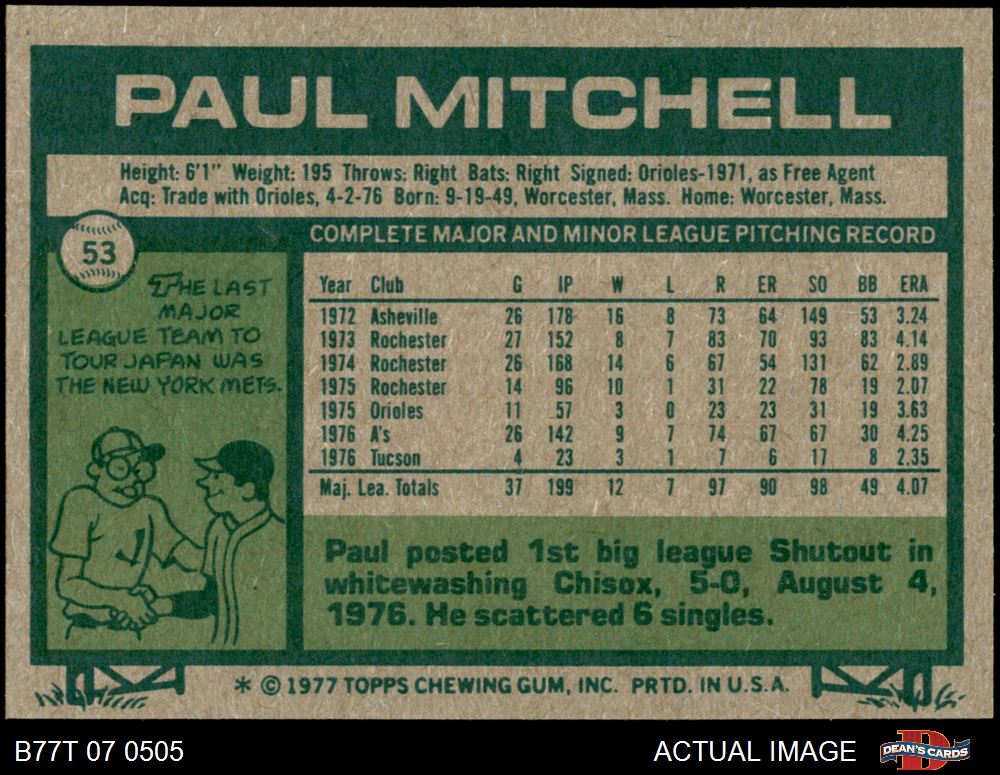 PAUL MITCHELL
Height: 6'1" Weight: 195 Throws: Right Bats: Right Signed: Orioles-1971, as Free Agent
Acq: Trade with Orioles, 4-2-76 Born: 9-19-49, Worcester, Mass. Home: Worcester, Mass.
53
THE LAST
MAJOR
LEAGUE TEAM TO
TOUR JAPAN WAS
THE NEW YORK METS.
J
COMPLETE MAJOR AND MINOR LEAGUE PITCHING RECORD
Year Club G IP W L R ER SO BB ERA
1972 Asheville 26 178 16 8 73 64 149 53 3.24
1973 Rochester 27 152 8 7 83 70 93 83 4.14
1974 Rochester 26 168 14 6 67 54 131 62 2.89
1975 Rochester 14 96 10 1 31 22 78 19 2.07
1975 Orioles 11 57 3 0 23 23 31 19 3.63
1976 A's 26 142 9 7 74 67 67 30 4.25
1976 Tucson 4 23 3 1 7 6 17 8 2.35
Maj. Lea. Totals 37 199 12 7 97 90 98 49 4.07
Paul posted 1st big league Shutout in
whitewashing Chisox, 5-0, August 4,
1976. He scattered 6 singles.
* © 1977 TOPPS CHEWING GUM, INC. PRTD. IN U.S.A.
B77T 07 0505
ACTUAL IMAGE
DEAN'S CARDS